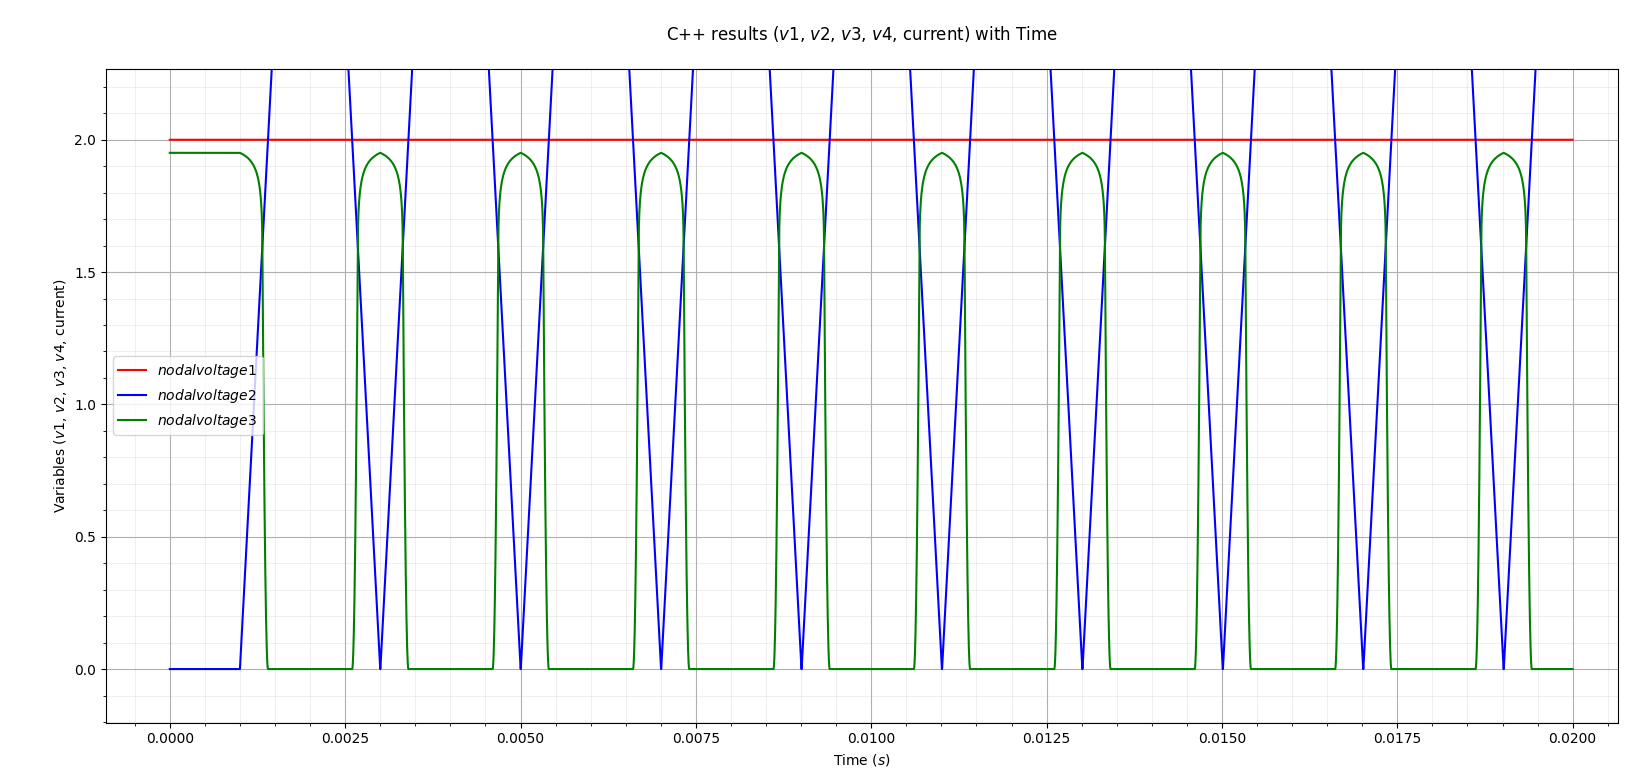 C++ results (v1, v2, v3, v4, current) with Time
Variables (v1, v2, v3, v4, current)
2.0
1.5
1.0
0.5
0.0
nodalvoltage1
nodalvoltage2
nodalvoltage3
0.0000 0.0025 0.0050 0.0075 0.0100 0.0125 0.0150 0.0175 0.0200
Time (s)